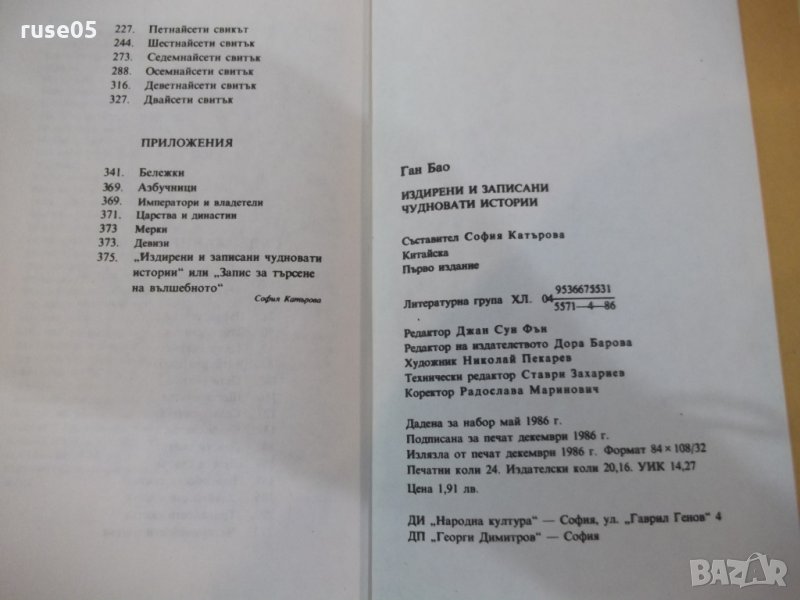 ruse05
227. Петнайсети свикът
244. Шестнайсети свитък
273. Седемнайсети свитък
288. Осемнайсети свитък
316. Деветнайсети свитък
327. Двайсети свитък
ПРИЛОЖЕНИЯ
341. Бележки
369. Азбучници
369. Императори и владетели
371. Царства и династии
373 Мерки
373. Девизи
375. „Издирени и записани чудновати
истории“ или „Запис за търсене
на вълшебното“
София Катърова
Ган Бао
ИЗДИРЕНИ И ЗАПИСАНИ
ЧУДНОВАТИ ИСТОРИИ
Съставител София Катърова
Китайска
Първо издание
Литературна група ХЛ. 04 9536675531
5571—4—86
Редактор Джан Сун Фън
Редактор на издателството Дора Барова
Художник Николай Пекарев
Технически редактор Ставри Захариев
Коректор Радослава Маринович
Дадена за набор май 1986 г.
Подписана за печат декември 1986 г.
Излязла от печат декември 1986 г. Формат 84×108/32
Печатни коли 24. Издателски коли 20,16. УИК 14,27
Цена 1,91 лв.
ДИ „Народна култура“ — София, ул. „Гаврил Генов“ 4
ДП „Георги Димитров“ — София
BAZAR